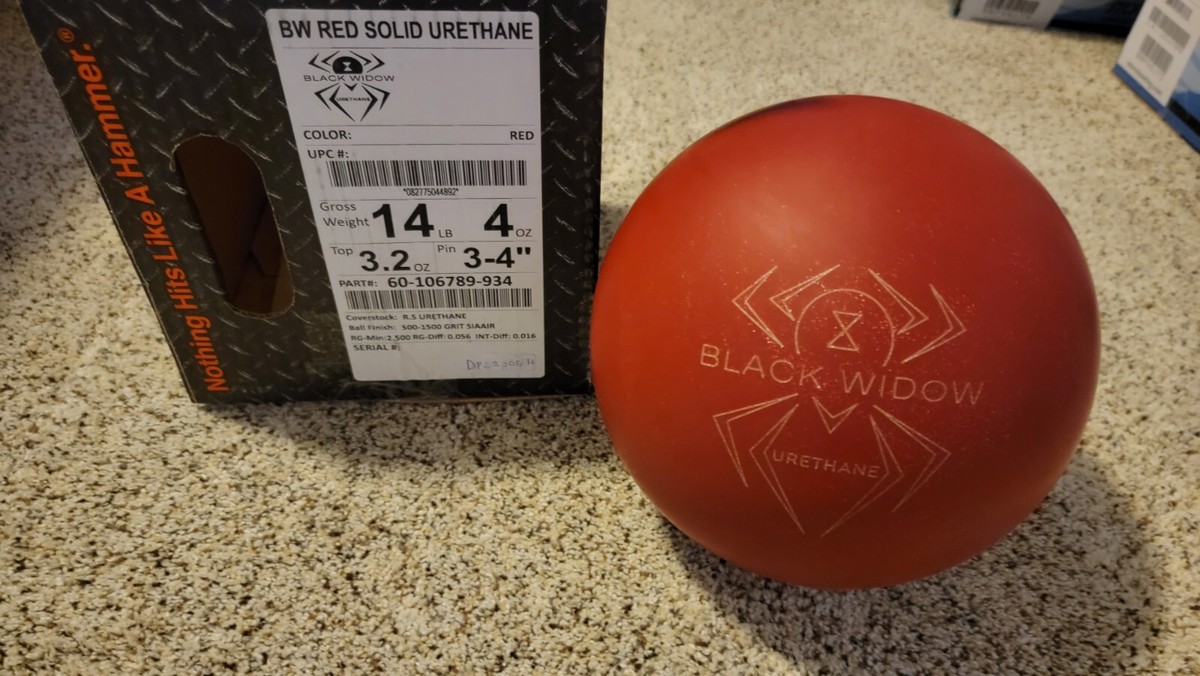 Nothing Hits Like A Hammer.®
BW RED SOLID URETHANE
BLACK WIDOW
URETHANE
COLOR: RED
UPC #:
*082775044892*
Gross Weight 14 LB 4 OZ
Top 3.2 OZ Pin 3-4"
PART#: 60-106789-934
Coverstock: R.S URETHANE
Ball Finish: 500-1500 GRIT SIAAIR
RG-Min:2.500 RG-Diff: 0.056 INT-Diff: 0.016
SERIAL #:
BLACK WIDOW
URETHANE